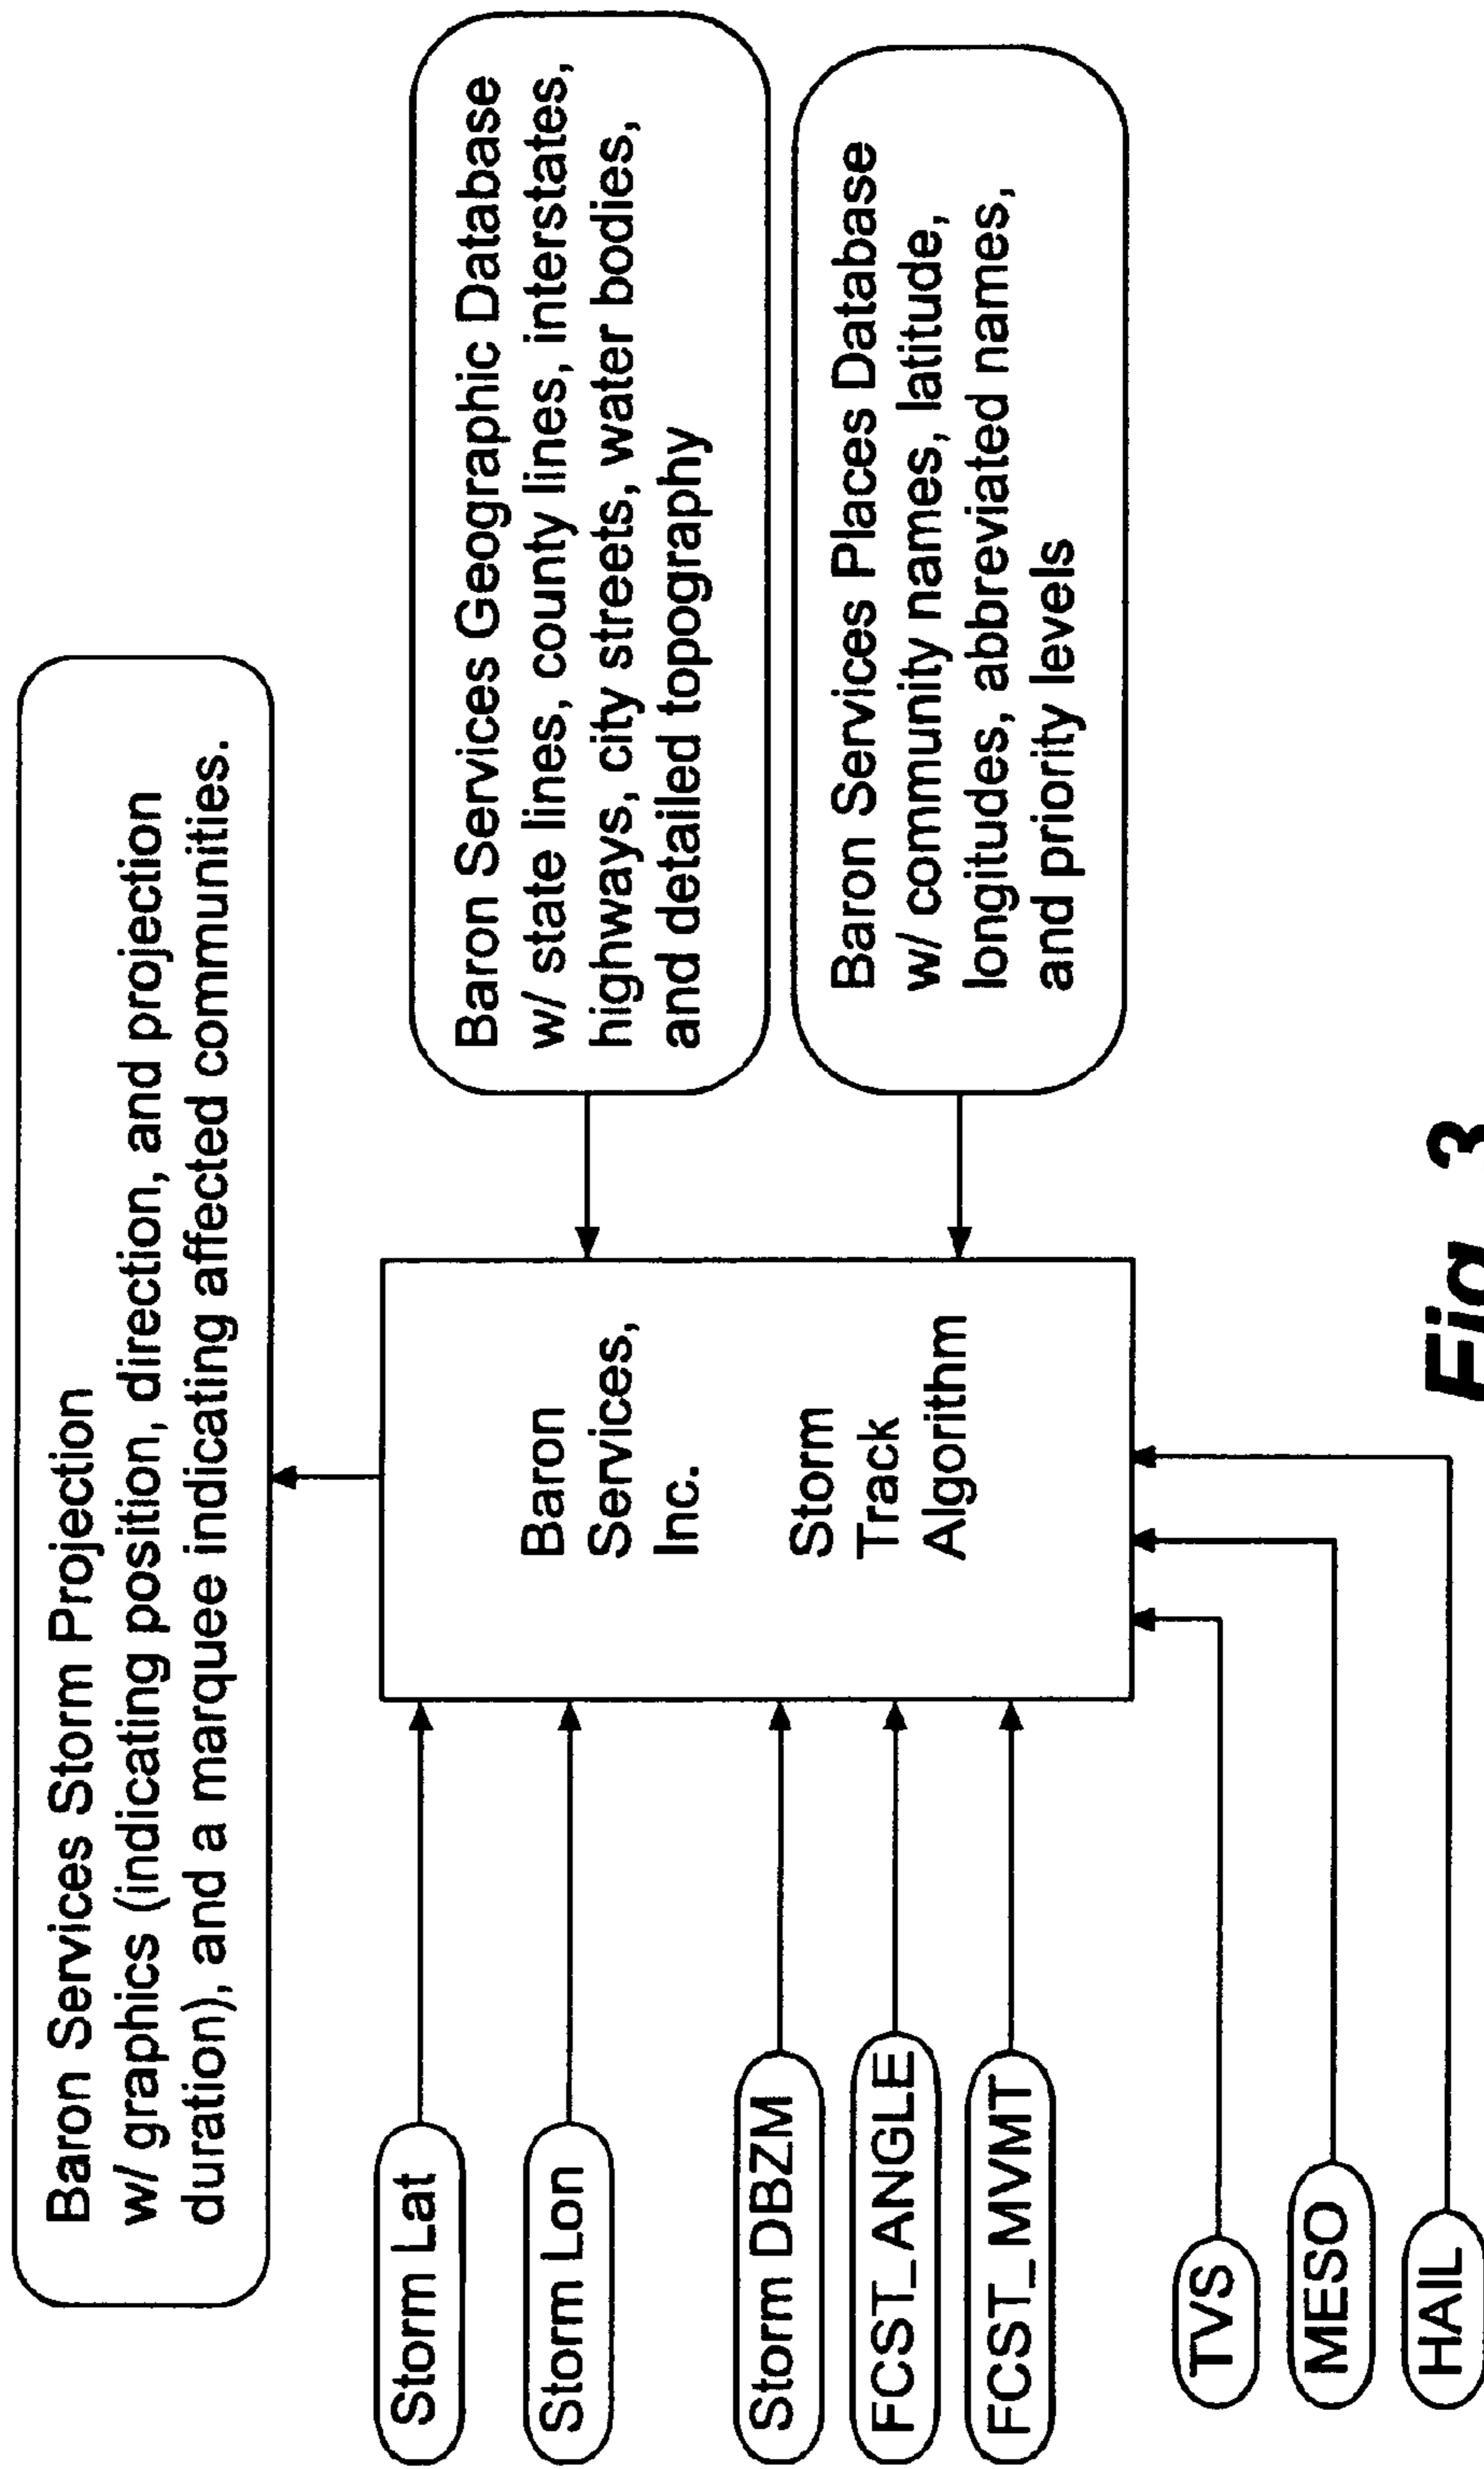 Baron Services Storm Projection
w/ graphics (indicating position, direction, and projection
duration), and a marquee indicating affected communities.
Storm Lat
Storm Lon
Storm DBZM
FCST_ANGLE
FCST_MVMT
TVS
MESO
HAIL
Baron
Services,
Inc.
Storm
Track
Algorithm
Baron Services Geographic Database
w/ state lines, county lines, interstates,
highways, city streets, water bodies,
and detailed topography
Baron Services Places Database
w/ community names, latitude,
longitudes, abbreviated names,
and priority levels
Fig. 3